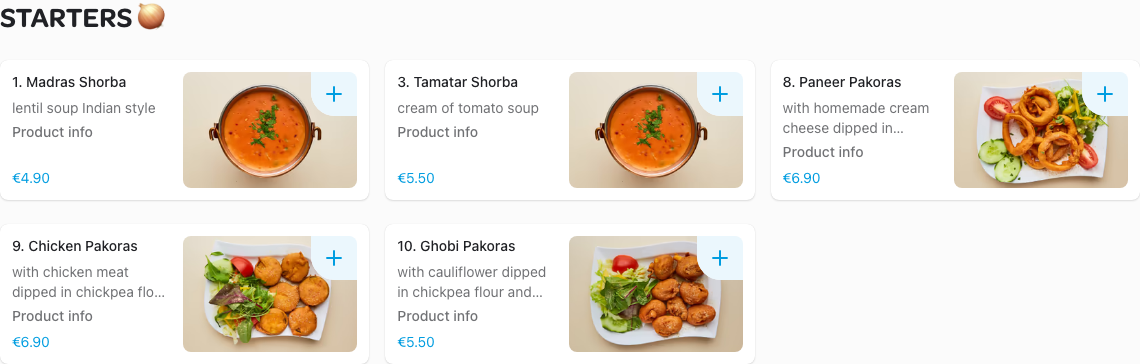 STARTERS
1. Madras Shorba
lentil soup Indian style
Product info
€4.90
3. Tamatar Shorba
cream of tomato soup
Product info
€5.50
8. Paneer Pakoras
with homemade cream
cheese dipped in...
Product info
€6.90
9. Chicken Pakoras
with chicken meat
dipped in chickpea flo...
Product info
€6.90
10. Ghobi Pakoras
with cauliflower dipped
in chickpea flour and...
Product info
€5.50